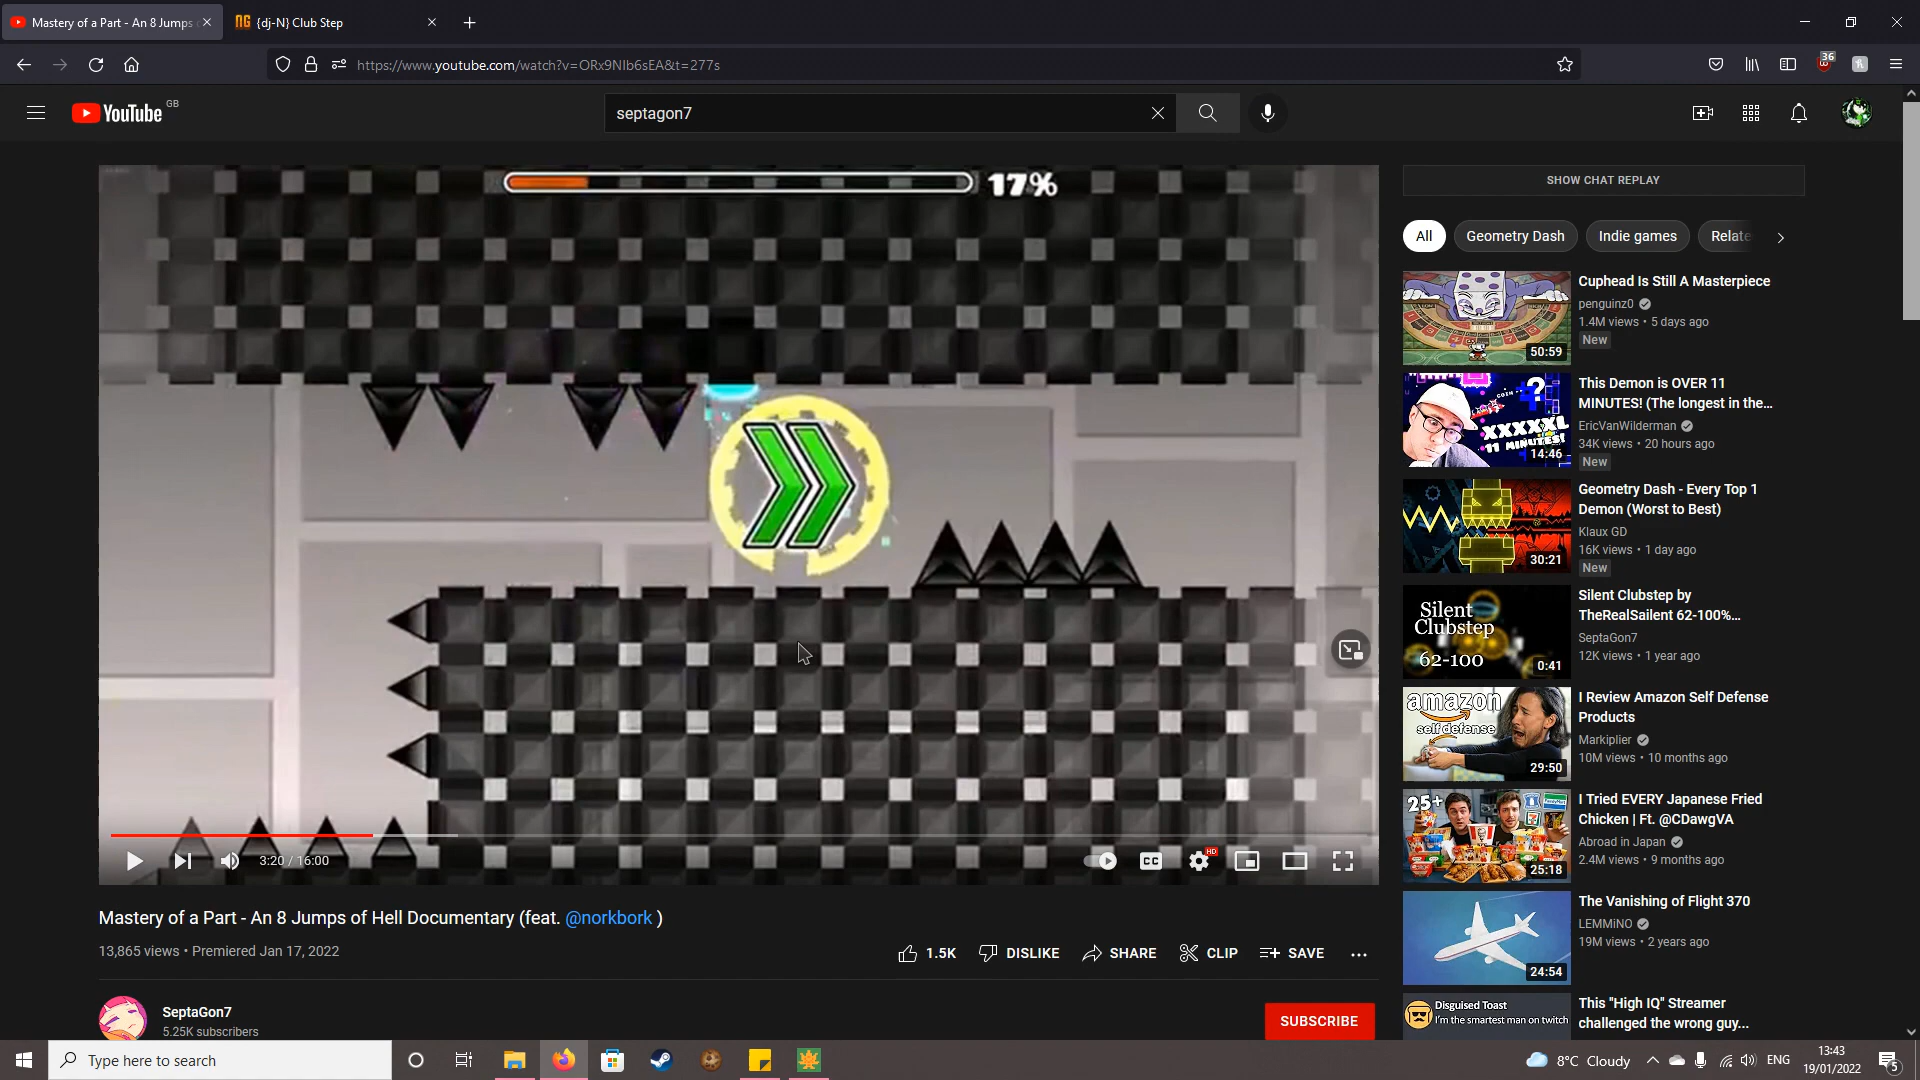 Mastery of a Part - An 8 Jumps o
NG {dj-N} Club Step
https://www.youtube.com/watch?v=ORx9NIb6sEA&t=277s
36
YouTube GB
septagon7
17%
SHOW CHAT REPLAY
All Geometry Dash Indie games Relate
Cuphead Is Still A Masterpiece
penguinz0
1.4M views • 5 days ago
New
50:59
This Demon is OVER 11
MINUTES! (The longest in the...
EricVanWilderman
34K views • 20 hours ago
New
XXXXXL
11 MINUTES!
14:46
Geometry Dash - Every Top 1
Demon (Worst to Best)
Klaux GD
16K views • 1 day ago
New
30:21
Silent Clubstep by
TheRealSailent 62-100%...
SeptaGon7
12K views • 1 year ago
Silent
Clubstep
62-100
0:41
I Review Amazon Self Defense
Products
Markiplier
10M views • 10 months ago
amazon
self defense
29:50
I Tried EVERY Japanese Fried
Chicken | Ft. @CDawgVA
Abroad in Japan
2.4M views • 9 months ago
25+
25:18
The Vanishing of Flight 370
LEMMiNO
19M views • 2 years ago
24:54
This "High IQ" Streamer
challenged the wrong guy...
Disguised Toast
I'm the smartest man on twitch
3:20 / 16:00
CC
HD
Mastery of a Part - An 8 Jumps of Hell Documentary (feat. @norkbork )
13,865 views • Premiered Jan 17, 2022
1.5K DISLIKE SHARE CLIP SAVE
SeptaGon7
5.25K subscribers
SUBSCRIBE
Type here to search
8°C Cloudy
ENG
13:43
19/01/2022
5